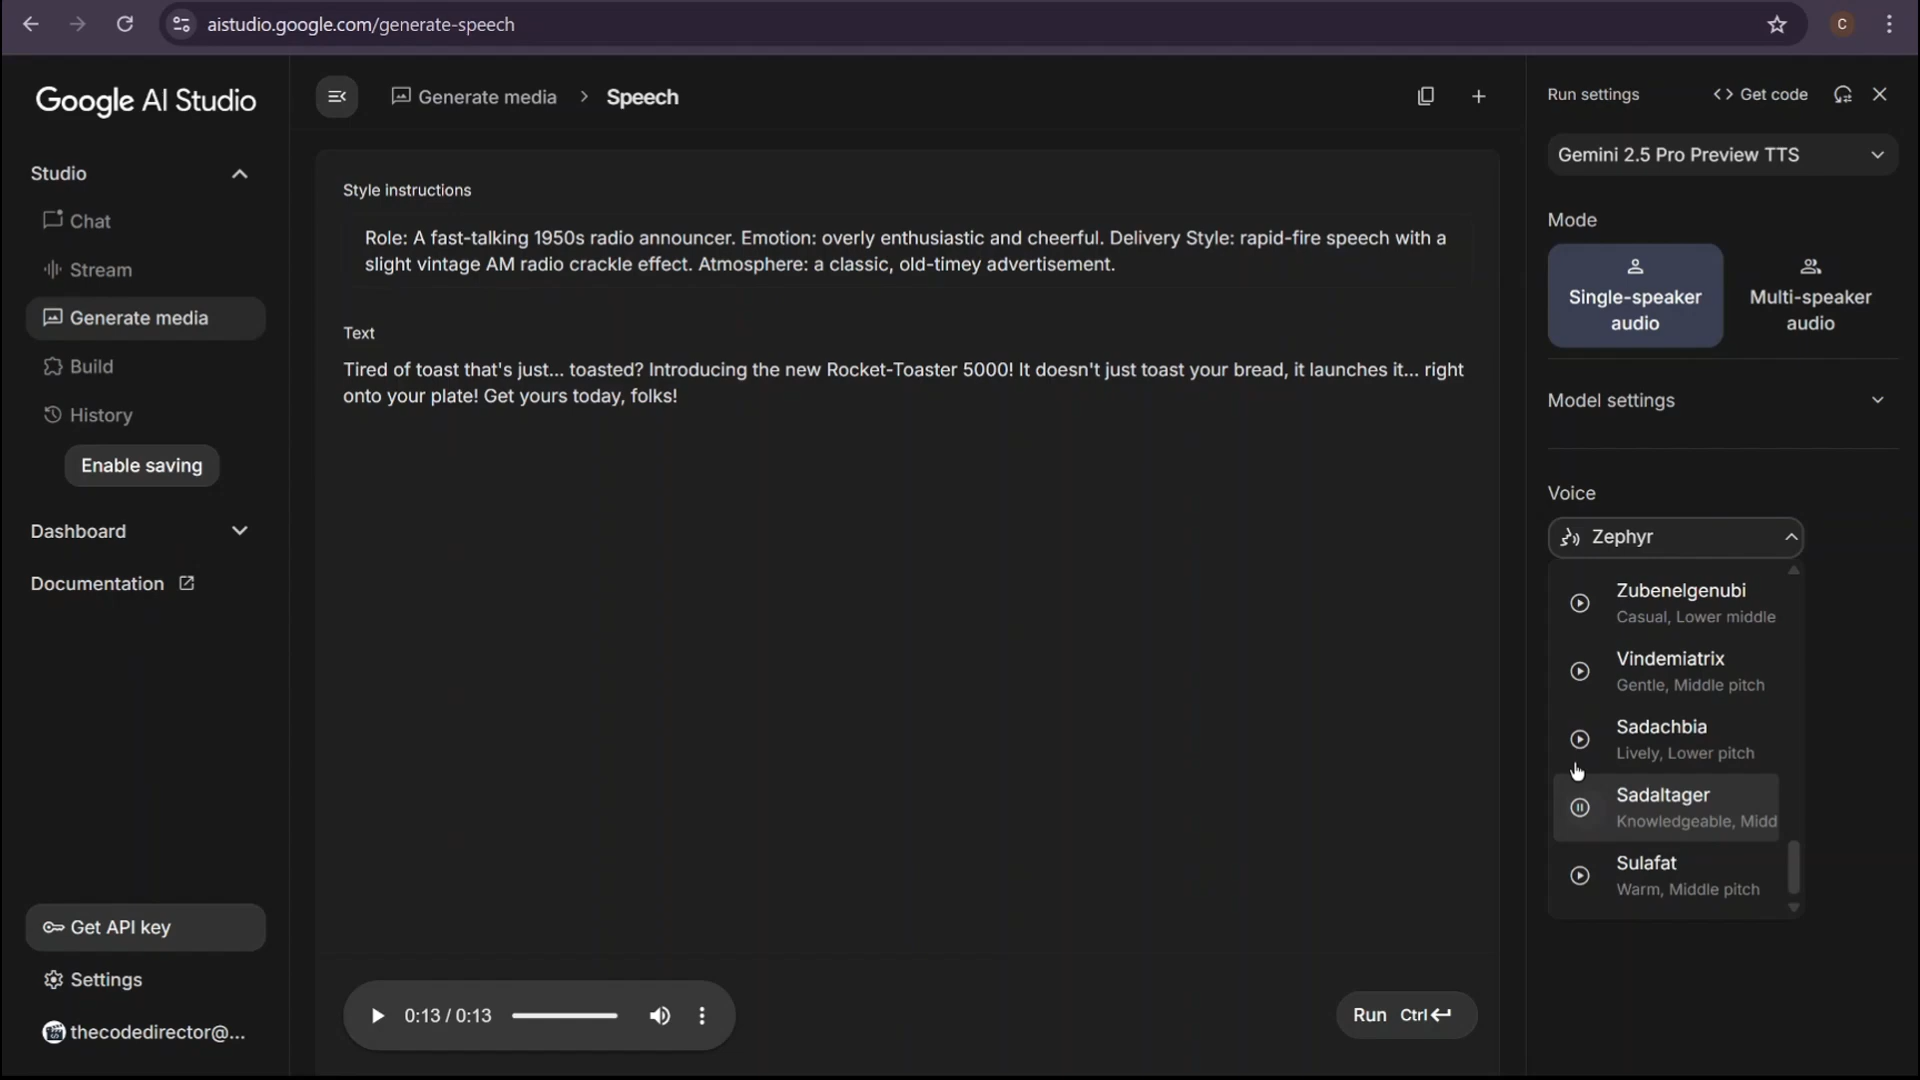 aistudio.google.com/generate-speech
C
Google AI Studio
Studio
Chat
Stream
Generate media
Build
History
Enable saving
Dashboard
Documentation
Get API key
Settings
thecodedirector@...
Generate media > Speech
Style instructions
Role: A fast-talking 1950s radio announcer. Emotion: overly enthusiastic and cheerful. Delivery Style: rapid-fire speech with a
slight vintage AM radio crackle effect. Atmosphere: a classic, old-timey advertisement.
Text
Tired of toast that's just... toasted? Introducing the new Rocket-Toaster 5000! It doesn't just toast your bread, it launches it... right
onto your plate! Get yours today, folks!
0:13 / 0:13
Run Ctrl
Run settings
<> Get code
Gemini 2.5 Pro Preview TTS
Mode
Single-speaker
audio
Multi-speaker
audio
Model settings
Voice
Zephyr
Zubenelgenubi
Casual, Lower middle
Vindemiatrix
Gentle, Middle pitch
Sadachbia
Lively, Lower pitch
Sadaltager
Knowledgeable, Midd
Sulafat
Warm, Middle pitch